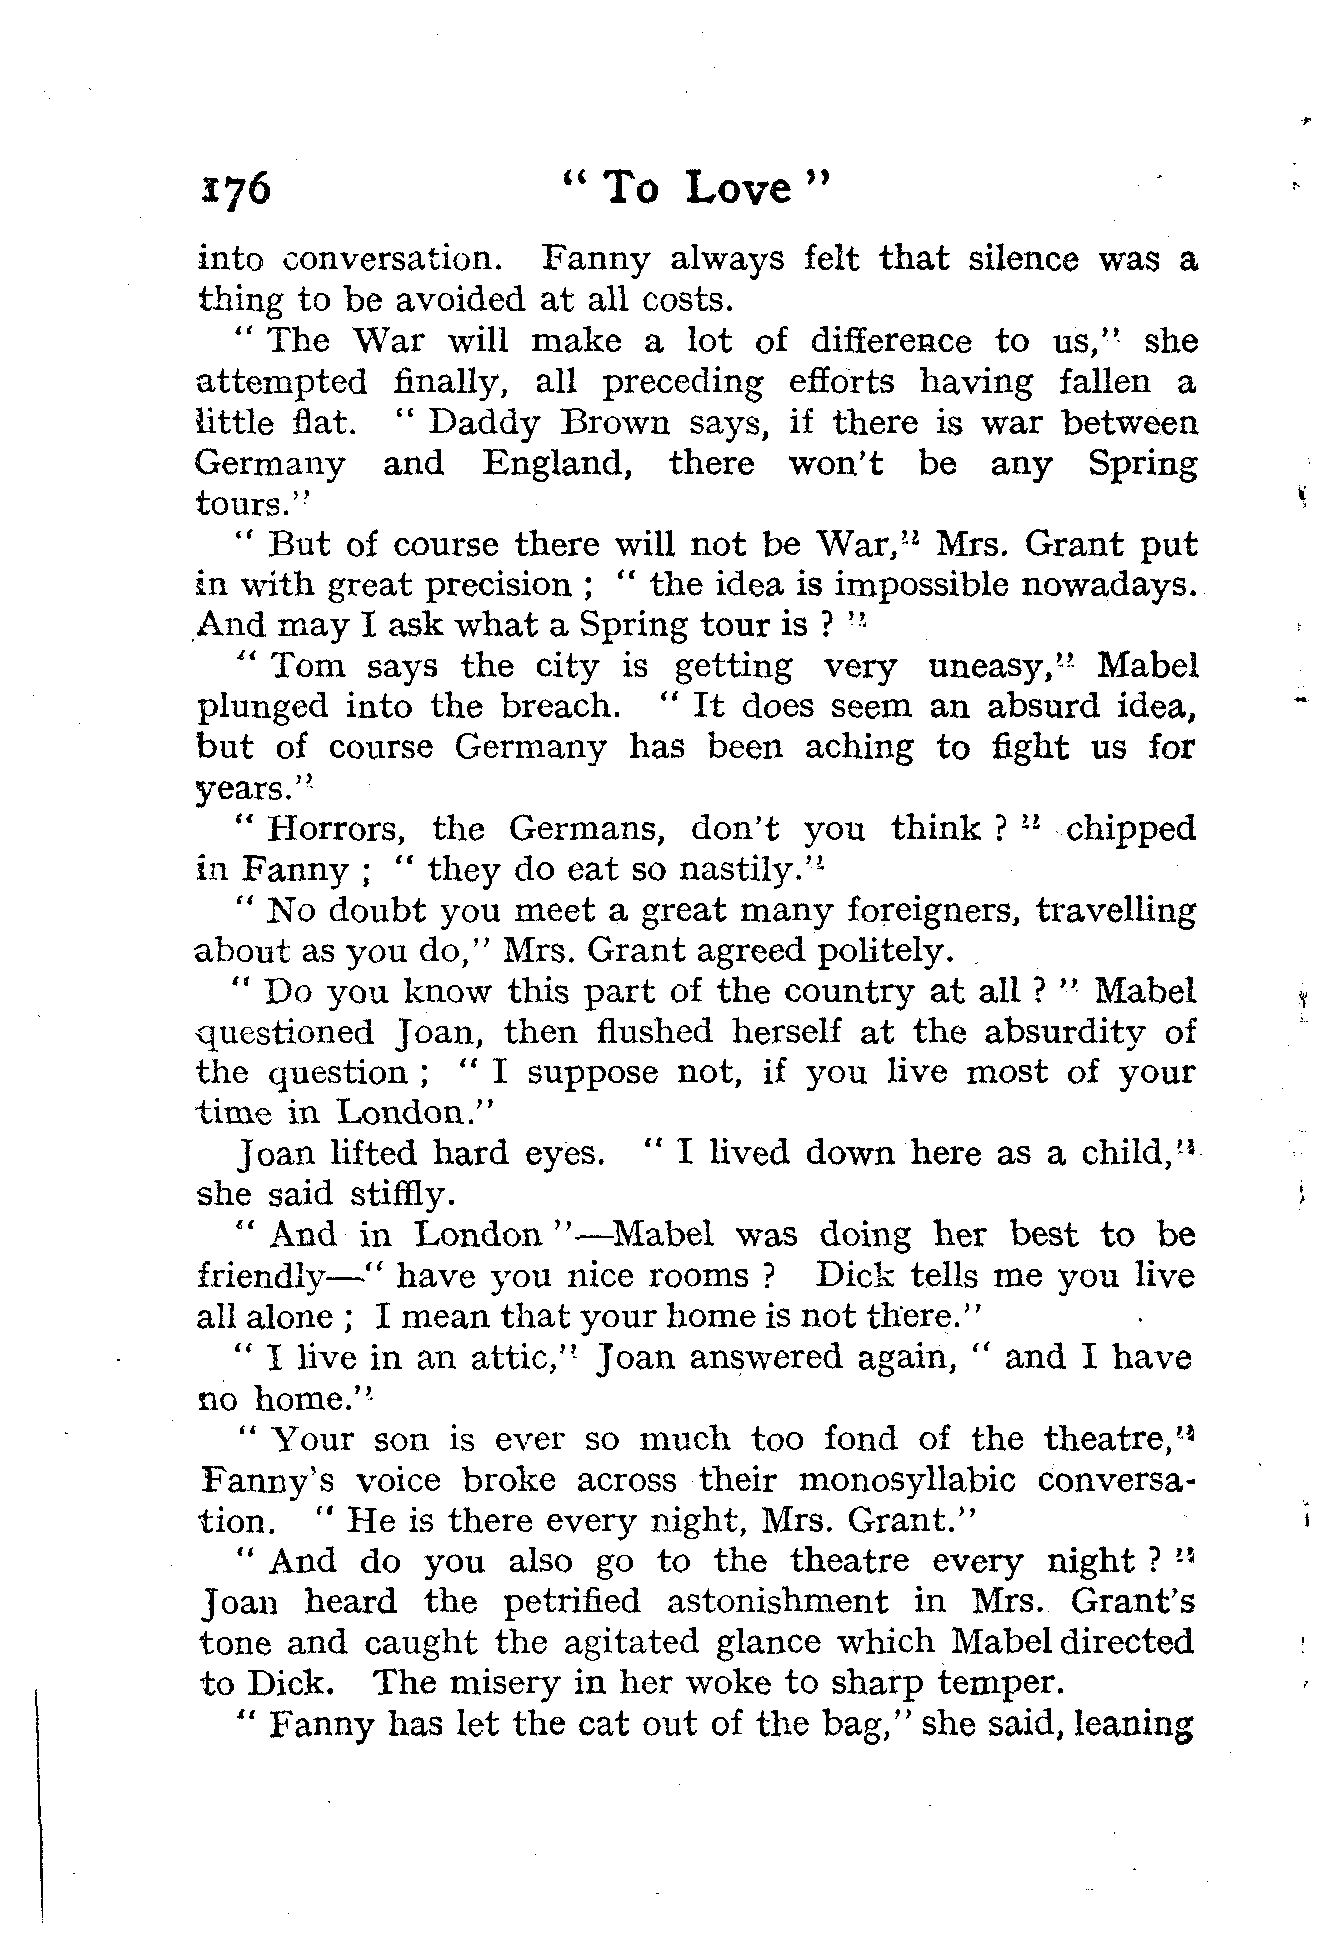 176 “ To Love ”
into conversation. Fanny always felt that silence was a
thing to be avoided at all costs.
“ The War will make a lot of difference to us,” she
attempted finally, all preceding efforts having fallen a
little flat. “ Daddy Brown says, if there is war between
Germany and England, there won't be any Spring
tours.”
“ But of course there will not be War,” Mrs. Grant put
in with great precision ; “ the idea is impossible nowadays.
And may I ask what a Spring tour is ? ”
“ Tom says the city is getting very uneasy,” Mabel
plunged into the breach. “ It does seem an absurd idea,
but of course Germany has been aching to fight us for
years.”
“ Horrors, the Germans, don't you think ? ” chipped
in Fanny ; “ they do eat so nastily.”
“ No doubt you meet a great many foreigners, travelling
about as you do,” Mrs. Grant agreed politely.
“ Do you know this part of the country at all ? ” Mabel
questioned Joan, then flushed herself at the absurdity of
the question ; “ I suppose not, if you live most of your
time in London.”
Joan lifted hard eyes. “ I lived down here as a child,”
she said stiffly.
“ And in London ”—Mabel was doing her best to be
friendly—“ have you nice rooms ? Dick tells me you live
all alone ; I mean that your home is not there.”
“ I live in an attic,” Joan answered again, “ and I have
no home.”
“ Your son is ever so much too fond of the theatre,”
Fanny's voice broke across their monosyllabic conversa-
tion. “ He is there every night, Mrs. Grant.”
“ And do you also go to the theatre every night ? ”
Joan heard the petrified astonishment in Mrs. Grant's
tone and caught the agitated glance which Mabel directed
to Dick. The misery in her woke to sharp temper.
“ Fanny has let the cat out of the bag,” she said, leaning